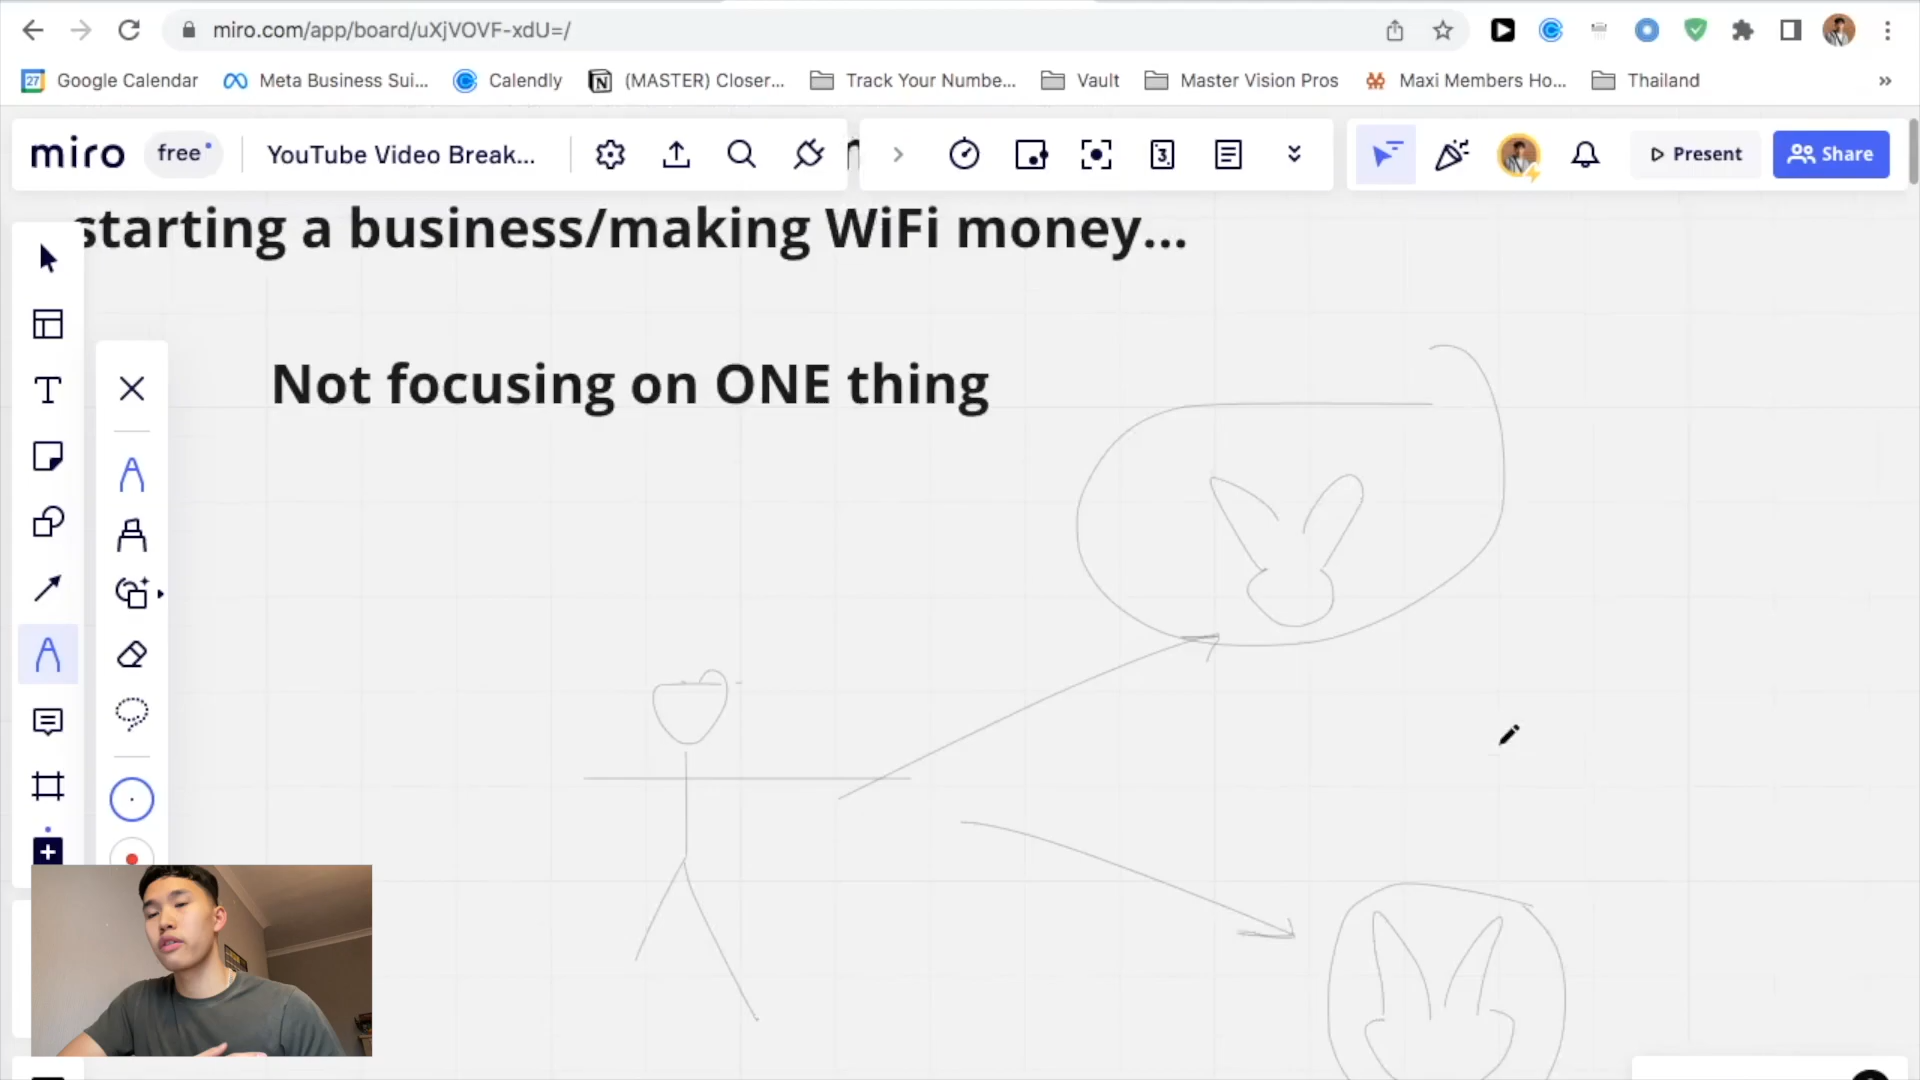 miro.com/app/board/uXjVOVF-xdU=/
27 Google Calendar Meta Business Sui... Calendly (MASTER) Closer... Track Your Numbe... Vault Master Vision Pros Maxi Members Ho... Thailand »
miro free YouTube Video Break... 3 Present Share
starting a business/making WiFi money...
Not focusing on ONE thing